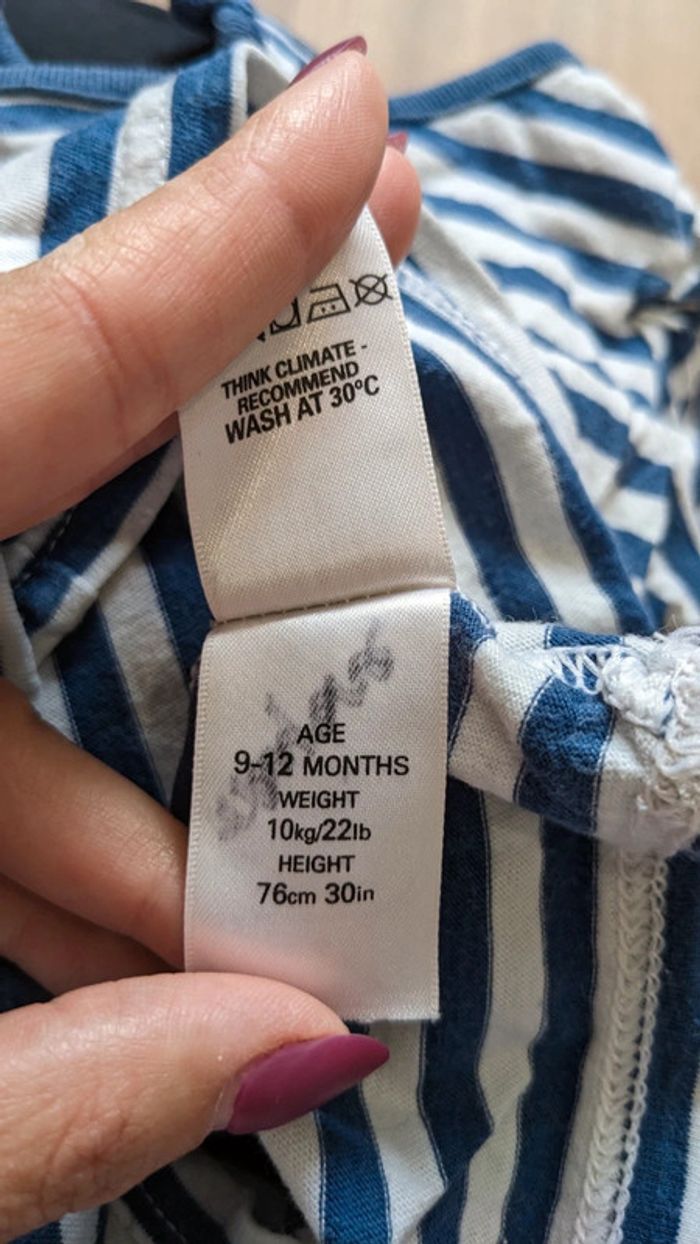 THINK CLIMATE -
RECOMMEND
WASH AT 30°C
AGE
9-12 MONTHS
WEIGHT
10kg/22lb
HEIGHT
76cm 30in